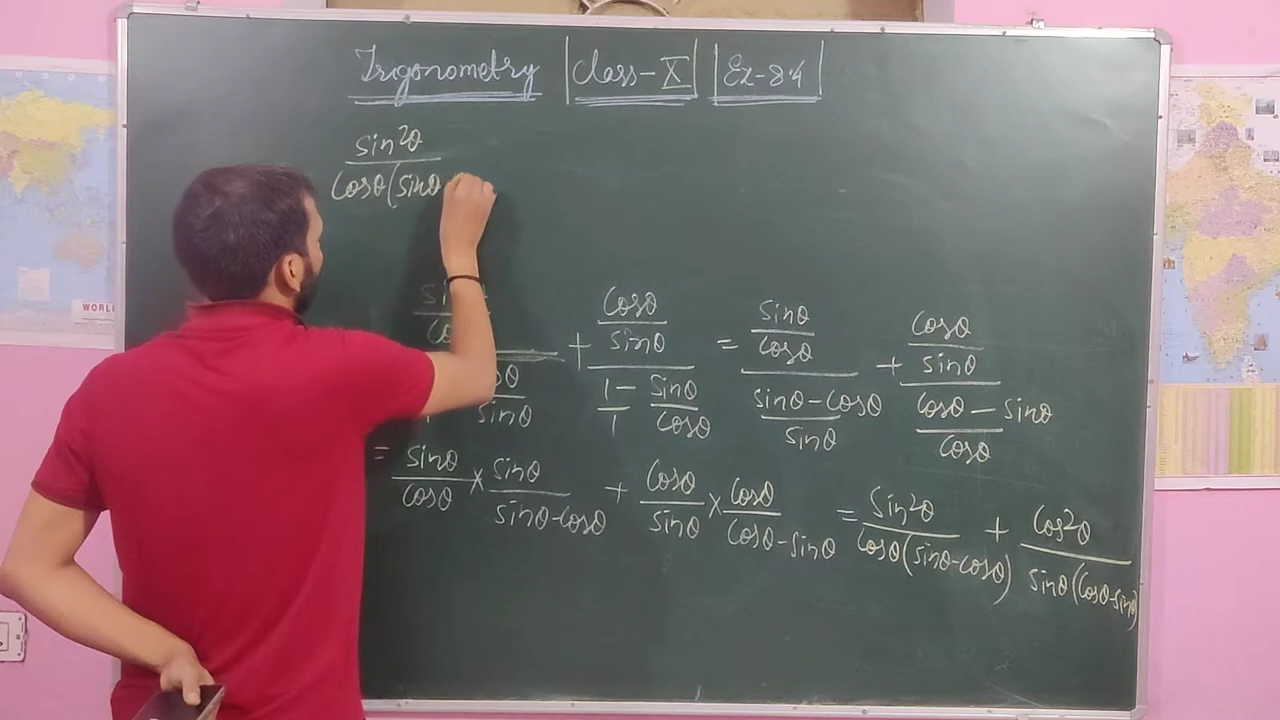 Trigonometry | Class-X | Ex-8.4 |
sin²θ
cosθ(sinθ
cosθ/sinθ sinθ/cosθ cosθ/sinθ
+ = +
1/1 - sinθ/cosθ sinθ-cosθ/sinθ cosθ-sinθ/cosθ
= sinθ/cosθ × sinθ/sinθ-cosθ + cosθ/sinθ × cosθ/cosθ-sinθ = sin²θ/cosθ(sinθ-cosθ) + cos²θ/sinθ(cosθ-sinθ)
WORL